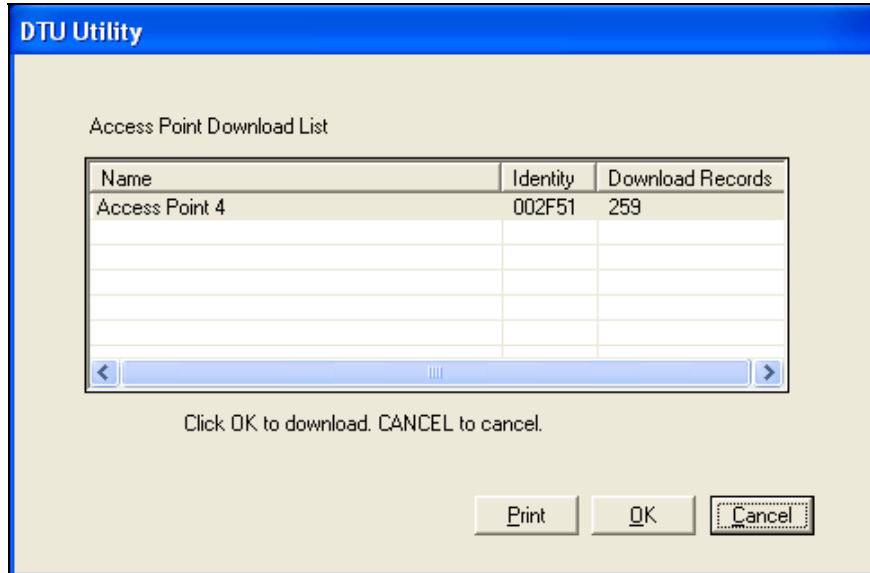 DTU Utility
Access Point Download List
Name Identity Download Records
Access Point 4 002F51 259
Click OK to download. CANCEL to cancel.
Print OK Cancel